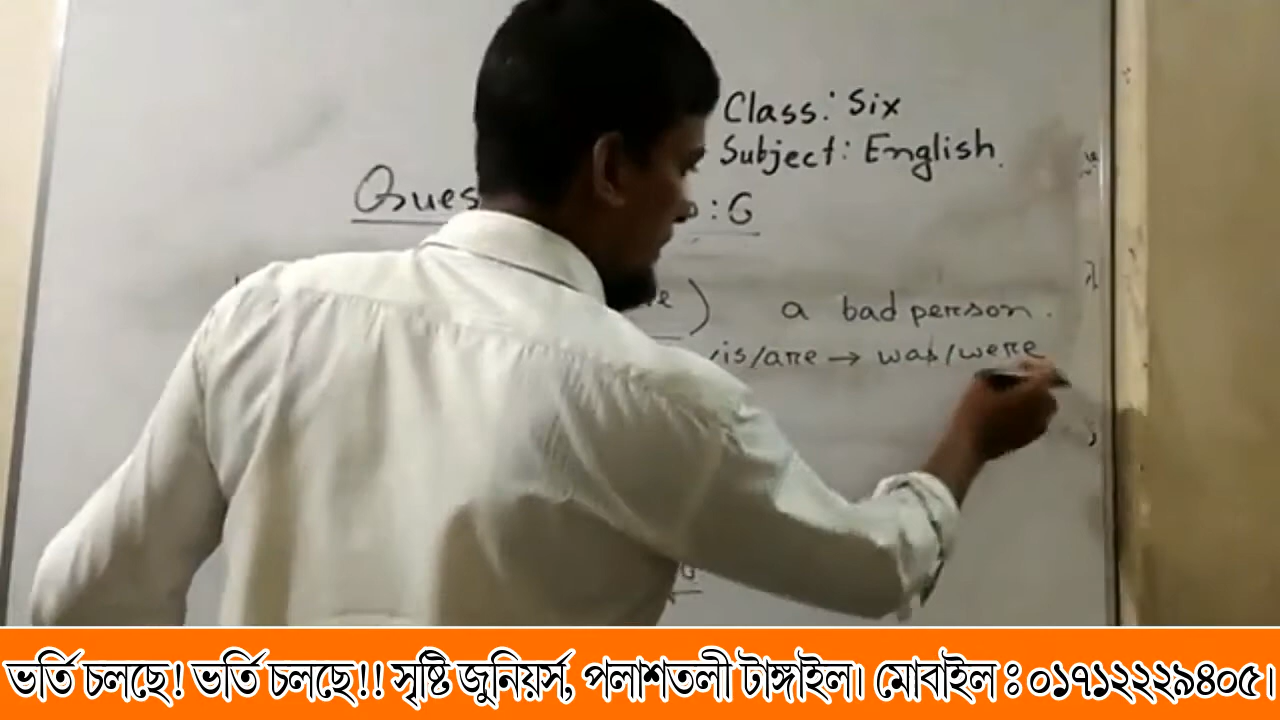 Class: Six
Subject: English.
Ques : G
) a bad person.
/is/are → was/were
ভর্তি চলছে! ভর্তি চলছে!! সৃষ্টি জুনিয়র্স, পলাশতলী টাঙ্গাইল। মোবাইল ঃ ০১৭১২২২৯৪০৫।